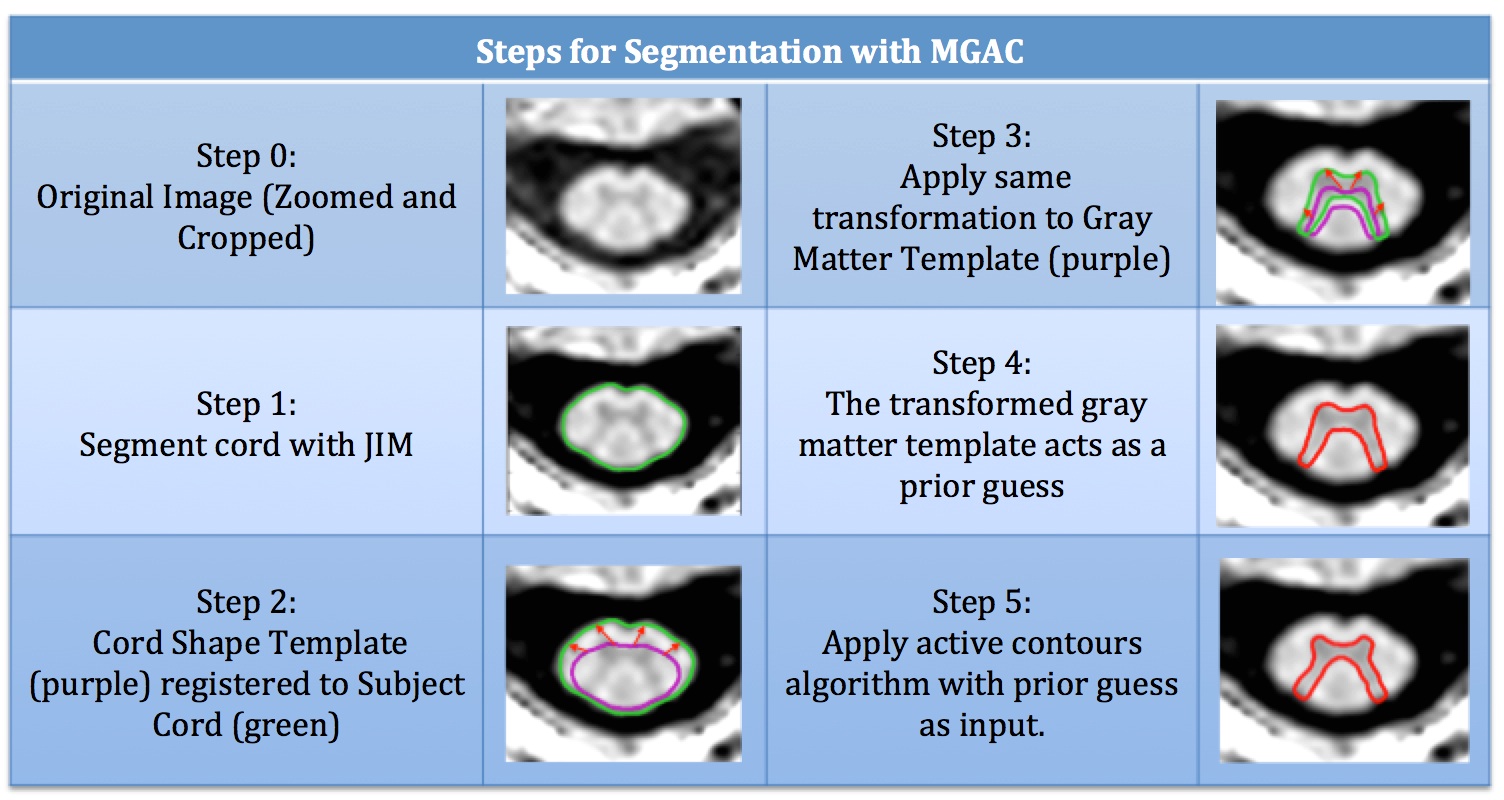 Steps for Segmentation with MGAC
Step 0:
Original Image (Zoomed and
Cropped)
Step 1:
Segment cord with JIM
Step 2:
Cord Shape Template
(purple) registered to Subject
Cord (green)
Step 3:
Apply same
transformation to Gray
Matter Template (purple)
Step 4:
The transformed gray
matter template acts as a
prior guess
Step 5:
Apply active contours
algorithm with prior guess
as input.